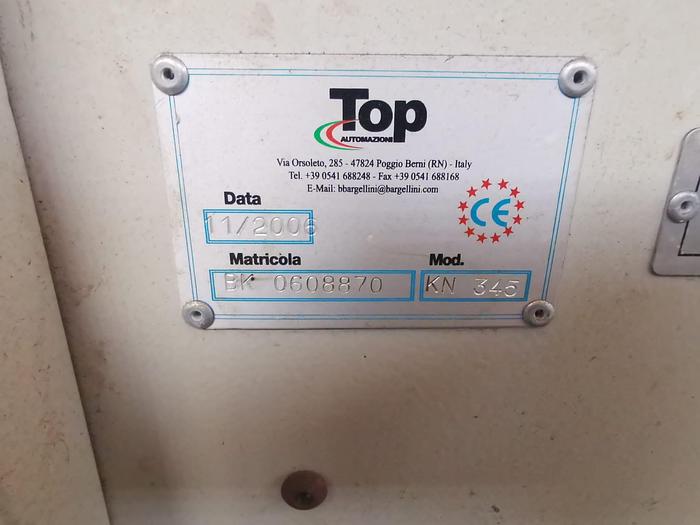 Top
AUTOMAZIONI
Via Orsoleto, 285 - 47824 Poggio Berni (RN) - Italy
Tel. +39 0541 688248 - Fax +39 0541 688168
E-Mail: bbargellini@bargellini.com
Data
11/2006
CE
Matricola
BK 0608870
Mod.
KN 345